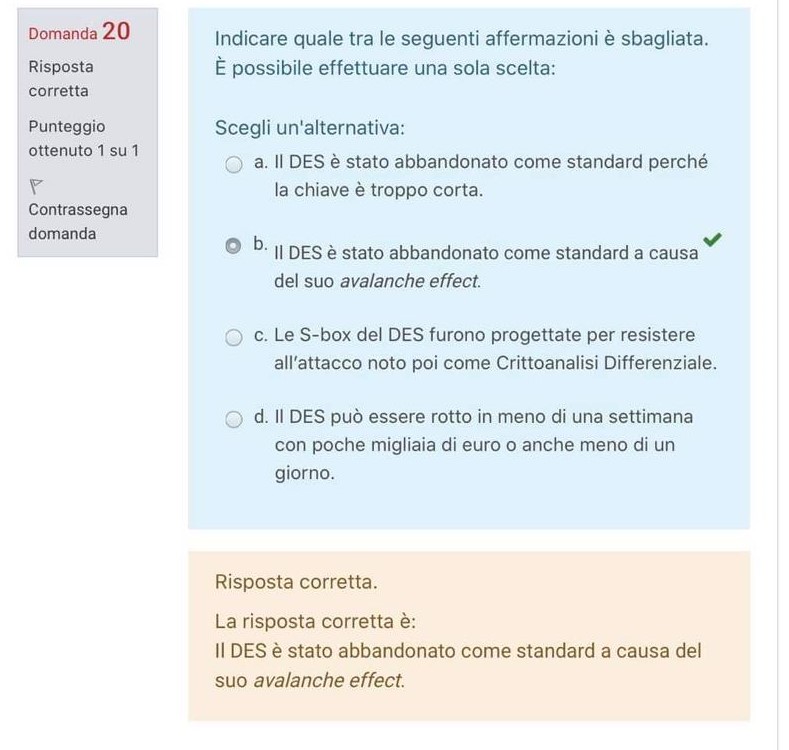 Domanda 20
Risposta
corretta
Punteggio
ottenuto 1 su 1
Contrassegna
domanda
Indicare quale tra le seguenti affermazioni è sbagliata.
È possibile effettuare una sola scelta:
Scegli un'alternativa:
a. Il DES è stato abbandonato come standard perché
la chiave è troppo corta.
b. Il DES è stato abbandonato come standard a causa
del suo avalanche effect.
c. Le S-box del DES furono progettate per resistere
all'attacco noto poi come Crittoanalisi Differenziale.
d. Il DES può essere rotto in meno di una settimana
con poche migliaia di euro o anche meno di un
giorno.
Risposta corretta.
La risposta corretta è:
Il DES è stato abbandonato come standard a causa del
suo avalanche effect.